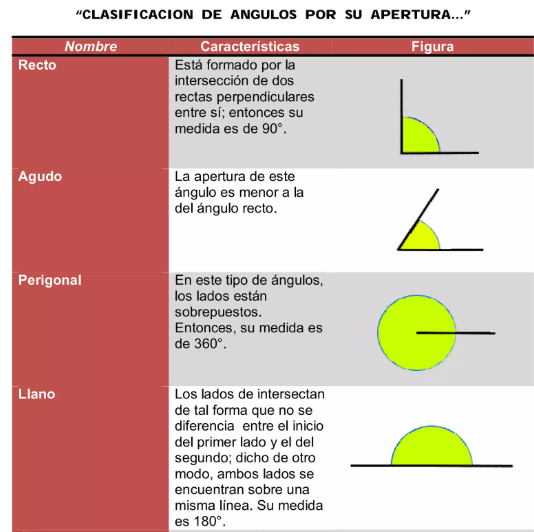 “CLASIFICACION DE ANGULOS POR SU APERTURA...”
Nombre Características Figura
Recto
Está formado por la
intersección de dos
rectas perpendiculares
entre sí; entonces su
medida es de 90°.
Agudo
La apertura de este
ángulo es menor a la
del ángulo recto.
Perigonal
En este tipo de ángulos,
los lados están
sobrepuestos.
Entonces, su medida es
de 360°.
Llano
Los lados de intersectan
de tal forma que no se
diferencia entre el inicio
del primer lado y el del
segundo; dicho de otro
modo, ambos lados se
encuentran sobre una
misma línea. Su medida
es 180°.